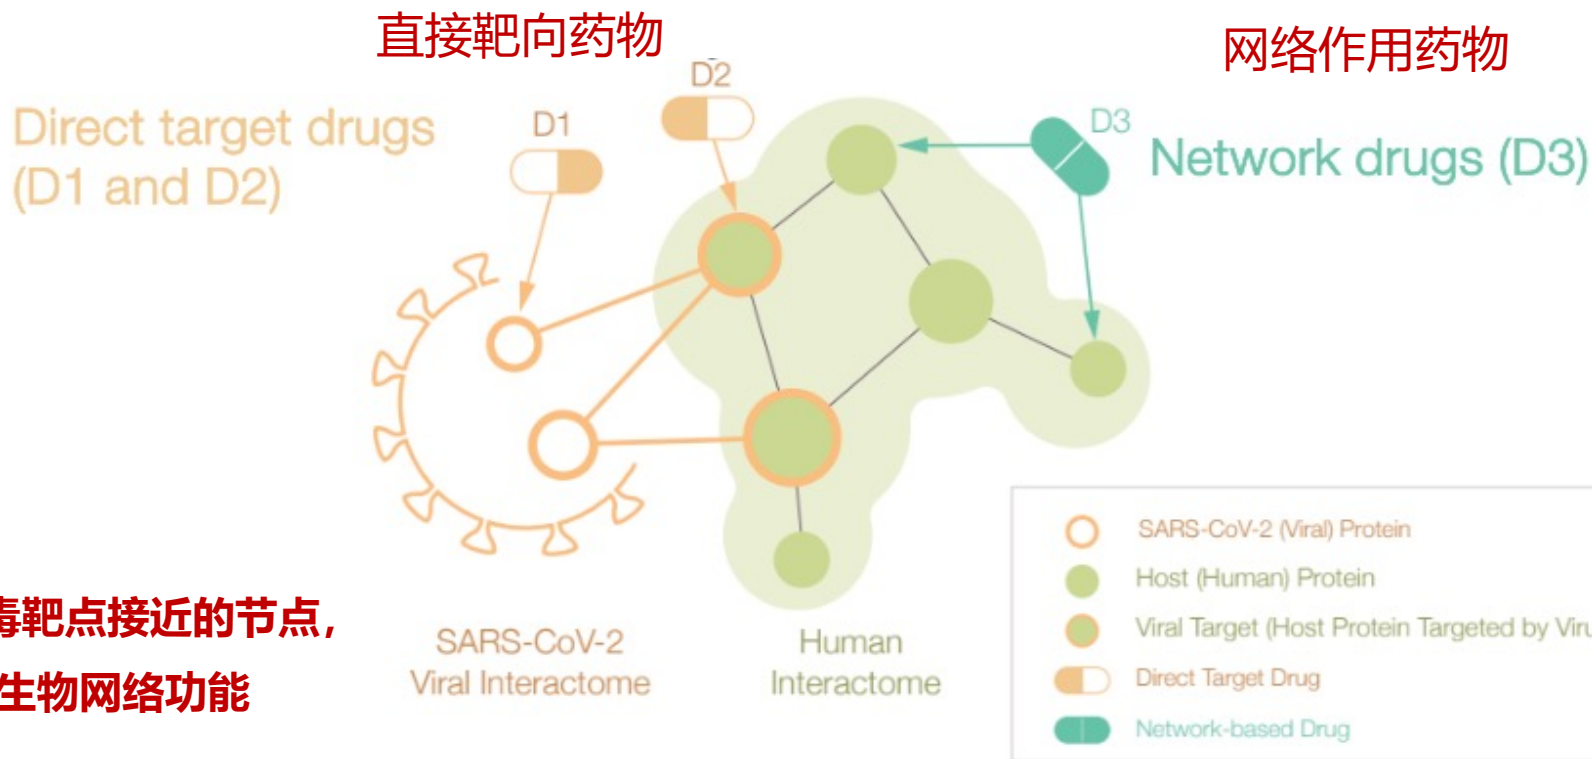 直接靶向药物
网络作用药物
Direct target drugs
(D1 and D2)
D1
D2
D3
Network drugs (D3)
毒靶点接近的节点,
生物网络功能
SARS-CoV-2
Viral Interactome
Human
Interactome
SARS-CoV-2 (Viral) Protein
Host (Human) Protein
Viral Target (Host Protein Targeted by Viru
Direct Target Drug
Network-based Drug